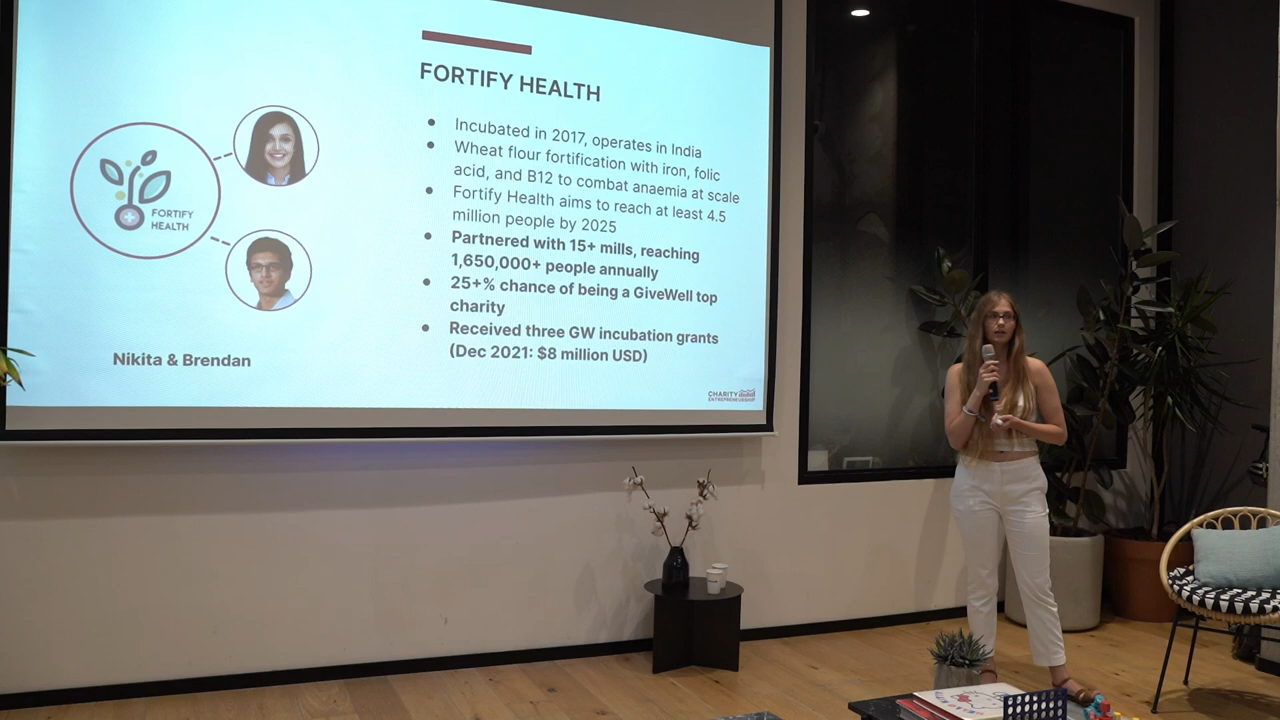 FORTIFY HEALTH
Incubated in 2017, operates in India
Wheat flour fortification with iron, folic
acid, and B12 to combat anaemia at scale
Fortify Health aims to reach at least 4.5
million people by 2025
Partnered with 15+ mills, reaching
1,650,000+ people annually
25+% chance of being a GiveWell top
charity
Received three GW incubation grants
(Dec 2021: $8 million USD)
FORTIFY
HEALTH
Nikita & Brendan
CHARITY
ENTREPRENEURSHIP